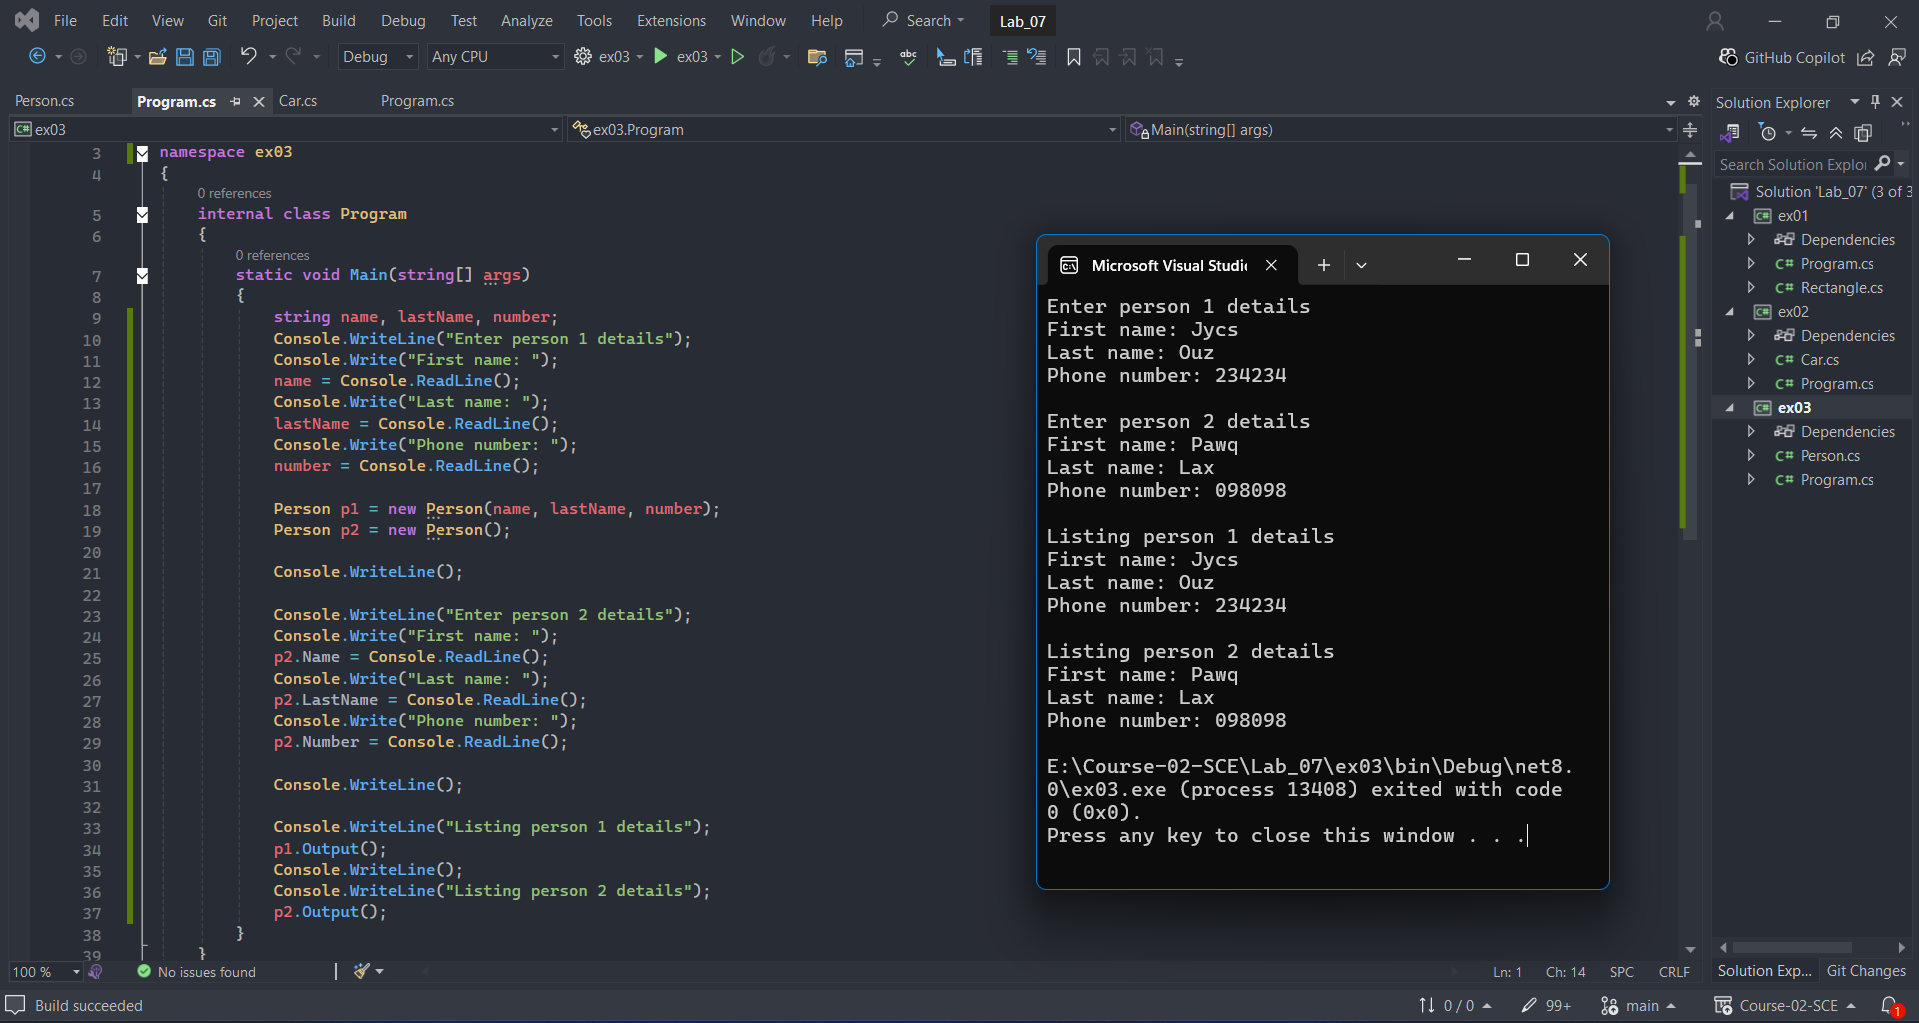 File Edit View Git Project Build Debug Test Analyze Tools Extensions Window Help Search Lab_07
Debug Any CPU ex03 ex03 abc GitHub Copilot
Person.cs Program.cs Car.cs Program.cs
C# ex03 ex03.Program Main(string[] args)
3 namespace ex03
4 {
0 references
5 internal class Program
6 {
0 references
7 static void Main(string[] args)
8 {
9 string name, lastName, number;
10 Console.WriteLine("Enter person 1 details");
11 Console.Write("First name: ");
12 name = Console.ReadLine();
13 Console.Write("Last name: ");
14 lastName = Console.ReadLine();
15 Console.Write("Phone number: ");
16 number = Console.ReadLine();
17
18 Person p1 = new Person(name, lastName, number);
19 Person p2 = new Person();
20
21 Console.WriteLine();
22
23 Console.WriteLine("Enter person 2 details");
24 Console.Write("First name: ");
25 p2.Name = Console.ReadLine();
26 Console.Write("Last name: ");
27 p2.LastName = Console.ReadLine();
28 Console.Write("Phone number: ");
29 p2.Number = Console.ReadLine();
30
31 Console.WriteLine();
32
33 Console.WriteLine("Listing person 1 details");
34 p1.Output();
35 Console.WriteLine();
36 Console.WriteLine("Listing person 2 details");
37 p2.Output();
38 }
39 }
Microsoft Visual Studi
Enter person 1 details
First name: Jycs
Last name: Ouz
Phone number: 234234
Enter person 2 details
First name: Pawq
Last name: Lax
Phone number: 098098
Listing person 1 details
First name: Jycs
Last name: Ouz
Phone number: 234234
Listing person 2 details
First name: Pawq
Last name: Lax
Phone number: 098098
E:\Course-02-SCE\Lab_07\ex03\bin\Debug\net8.
0\ex03.exe (process 13408) exited with code
0 (0x0).
Press any key to close this window . . .
Solution Explorer
Search Solution Explo
Solution 'Lab_07' (3 of 3
C# ex01
Dependencies
C# Program.cs
C# Rectangle.cs
C# ex02
Dependencies
C# Car.cs
C# Program.cs
C# ex03
Dependencies
C# Person.cs
C# Program.cs
Solution Exp... Git Changes
100 % No issues found Ln: 1 Ch: 14 SPC CRLF
Build succeeded 0 / 0 99+ main Course-02-SCE 1